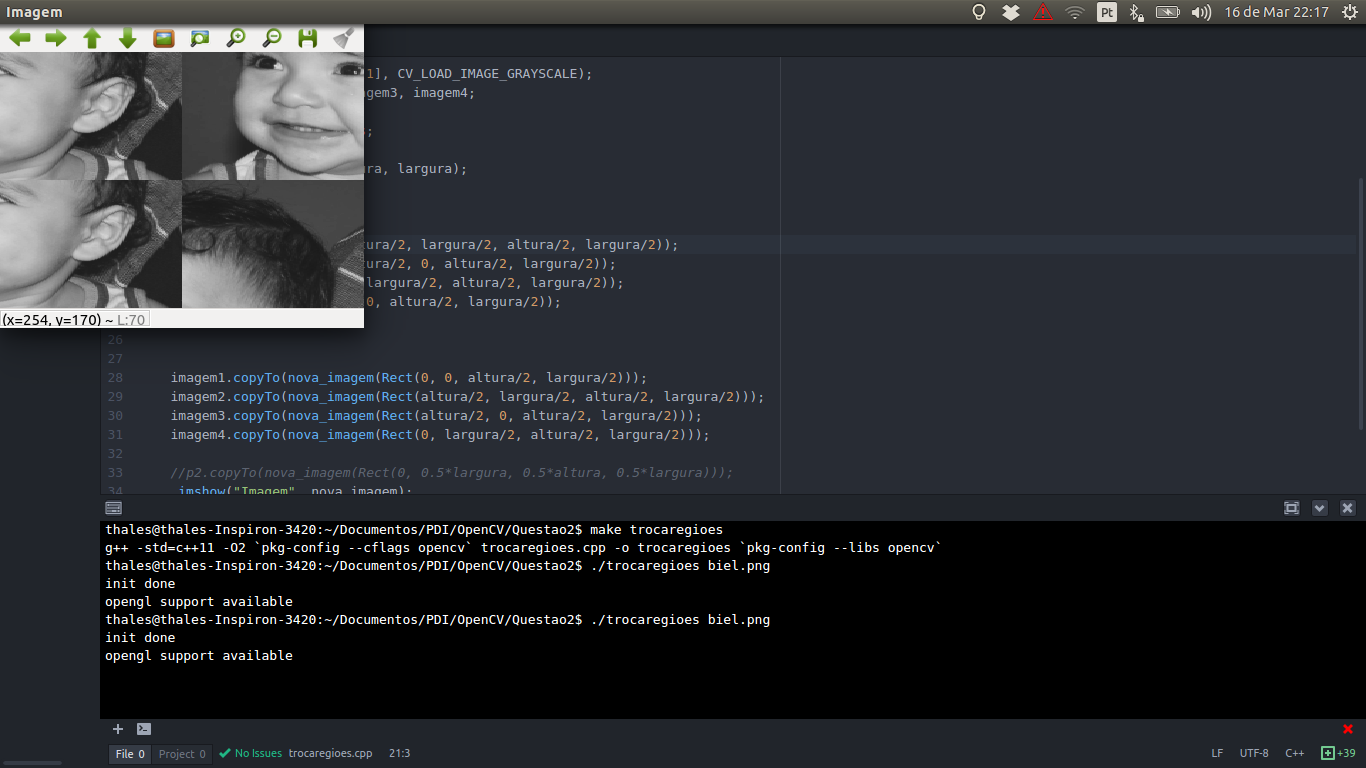 Imagem
Pt
16 de Mar 22:17
1], CV_LOAD_IMAGE_GRAYSCALE);
gem3, imagem4;
;
ra, largura);
tura/2, largura/2, altura/2, largura/2));
tura/2, 0, altura/2, largura/2));
largura/2, altura/2, largura/2));
0, altura/2, largura/2));
(x=254, y=170) ~ L:70
26
27
28 imagem1.copyTo(nova_imagem(Rect(0, 0, altura/2, largura/2)));
29 imagem2.copyTo(nova_imagem(Rect(altura/2, largura/2, altura/2, largura/2)));
30 imagem3.copyTo(nova_imagem(Rect(altura/2, 0, altura/2, largura/2)));
31 imagem4.copyTo(nova_imagem(Rect(0, largura/2, altura/2, largura/2)));
32
33 //p2.copyTo(nova_imagem(Rect(0, 0.5*largura, 0.5*altura, 0.5*largura)));
34 imshow("Imagem", nova_imagem);
thales@thales-Inspiron-3420:~/Documentos/PDI/OpenCV/Questao2$ make trocaregioes
g++ -std=c++11 -O2 `pkg-config --cflags opencv` trocaregioes.cpp -o trocaregioes `pkg-config --libs opencv`
thales@thales-Inspiron-3420:~/Documentos/PDI/OpenCV/Questao2$ ./trocaregioes biel.png
init done
opengl support available
thales@thales-Inspiron-3420:~/Documentos/PDI/OpenCV/Questao2$ ./trocaregioes biel.png
init done
opengl support available
File 0 Project 0 No Issues trocaregioes.cpp 21:3 LF UTF-8 C++ +39